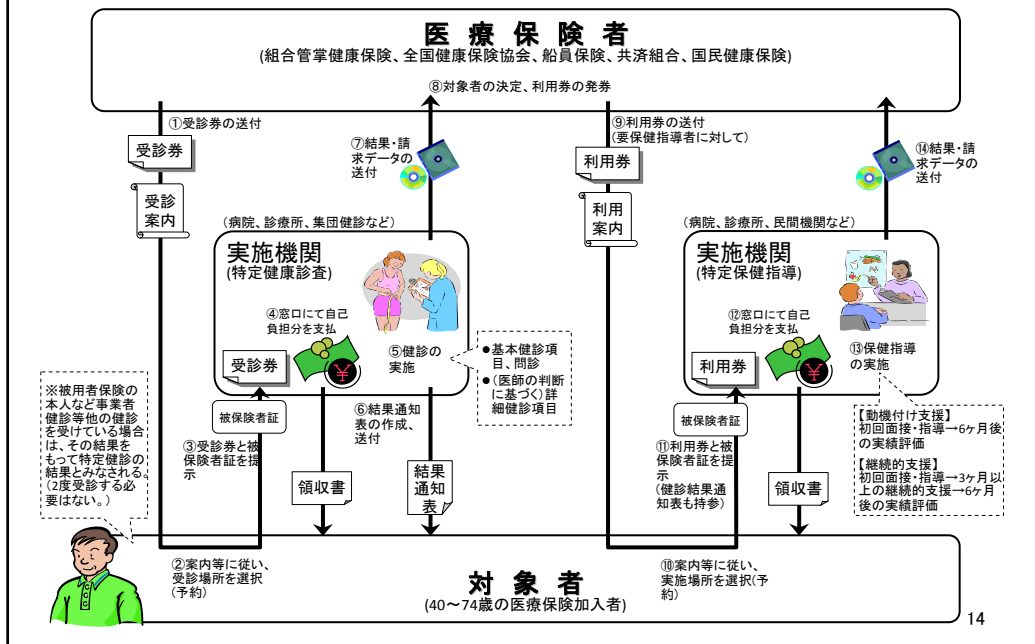 医 療 保 険 者
(組合管掌健康保険、全国健康保険協会、船員保険、共済組合、国民健康保険)
⑧対象者の決定、利用券の発券
①受診券の送付
受診券
受診
案内
⑦結果・請
求データの
送付
⑨利用券の送付
(要保健指導者に対して)
利用券
利用
案内
⑭結果・請
求データの
送付
(病院、診療所、集団健診など)
実施機関
(特定健康診査)
④窓口にて自己
負担分を支払
受診券
¥
⑤健診の
実施
●基本健診項
目、問診
●(医師の判断
に基づく)詳
細健診項目
被保険者証
③受診券と被
保険者証を提
示
⑥結果通知
表の作成、
送付
領収書
結果
通知
表
(病院、診療所、民間機関など)
実施機関
(特定保健指導)
⑫窓口にて自己
負担分を支払
利用券
¥
⑬保健指導
の実施
被保険者証
⑪利用券と被
保険者証を提
示
(健診結果通
知表も持参)
領収書
【動機付け支援】
初回面接・指導→6ヶ月後
の実績評価
【継続的支援】
初回面接・指導→3ヶ月以
上の継続的支援→6ヶ月
後の実績評価
※被用者保険の
本人など事業者
健診等他の健診
を受けている場合
は、その結果を
もって特定健診の
結果とみなされる。
(2度受診する必
要はない。)
②案内等に従い、
受診場所を選択
(予約)
⑩案内等に従い、
実施場所を選択(予
約)
対 象 者
(40～74歳の医療保険加入者)
14